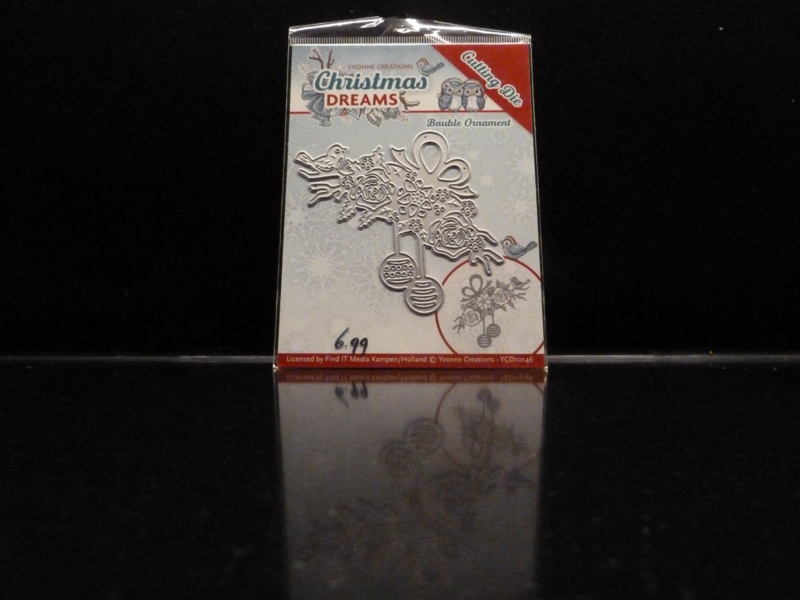 YVONNE CREATIONS
Christmas
DREAMS
Cutting Die
Bauble Ornament
6.99
Licensed by Find IT Media Kampen/Holland © Yvonne Creations - YCD10146